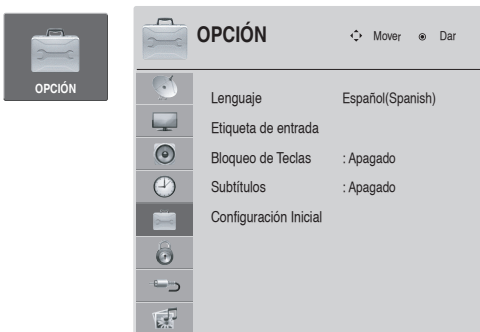 OPCIÓN
OPCIÓN Mover Dar
Lenguaje Español(Spanish)
Etiqueta de entrada
Bloqueo de Teclas : Apagado
Subtítulos : Apagado
Configuración Inicial